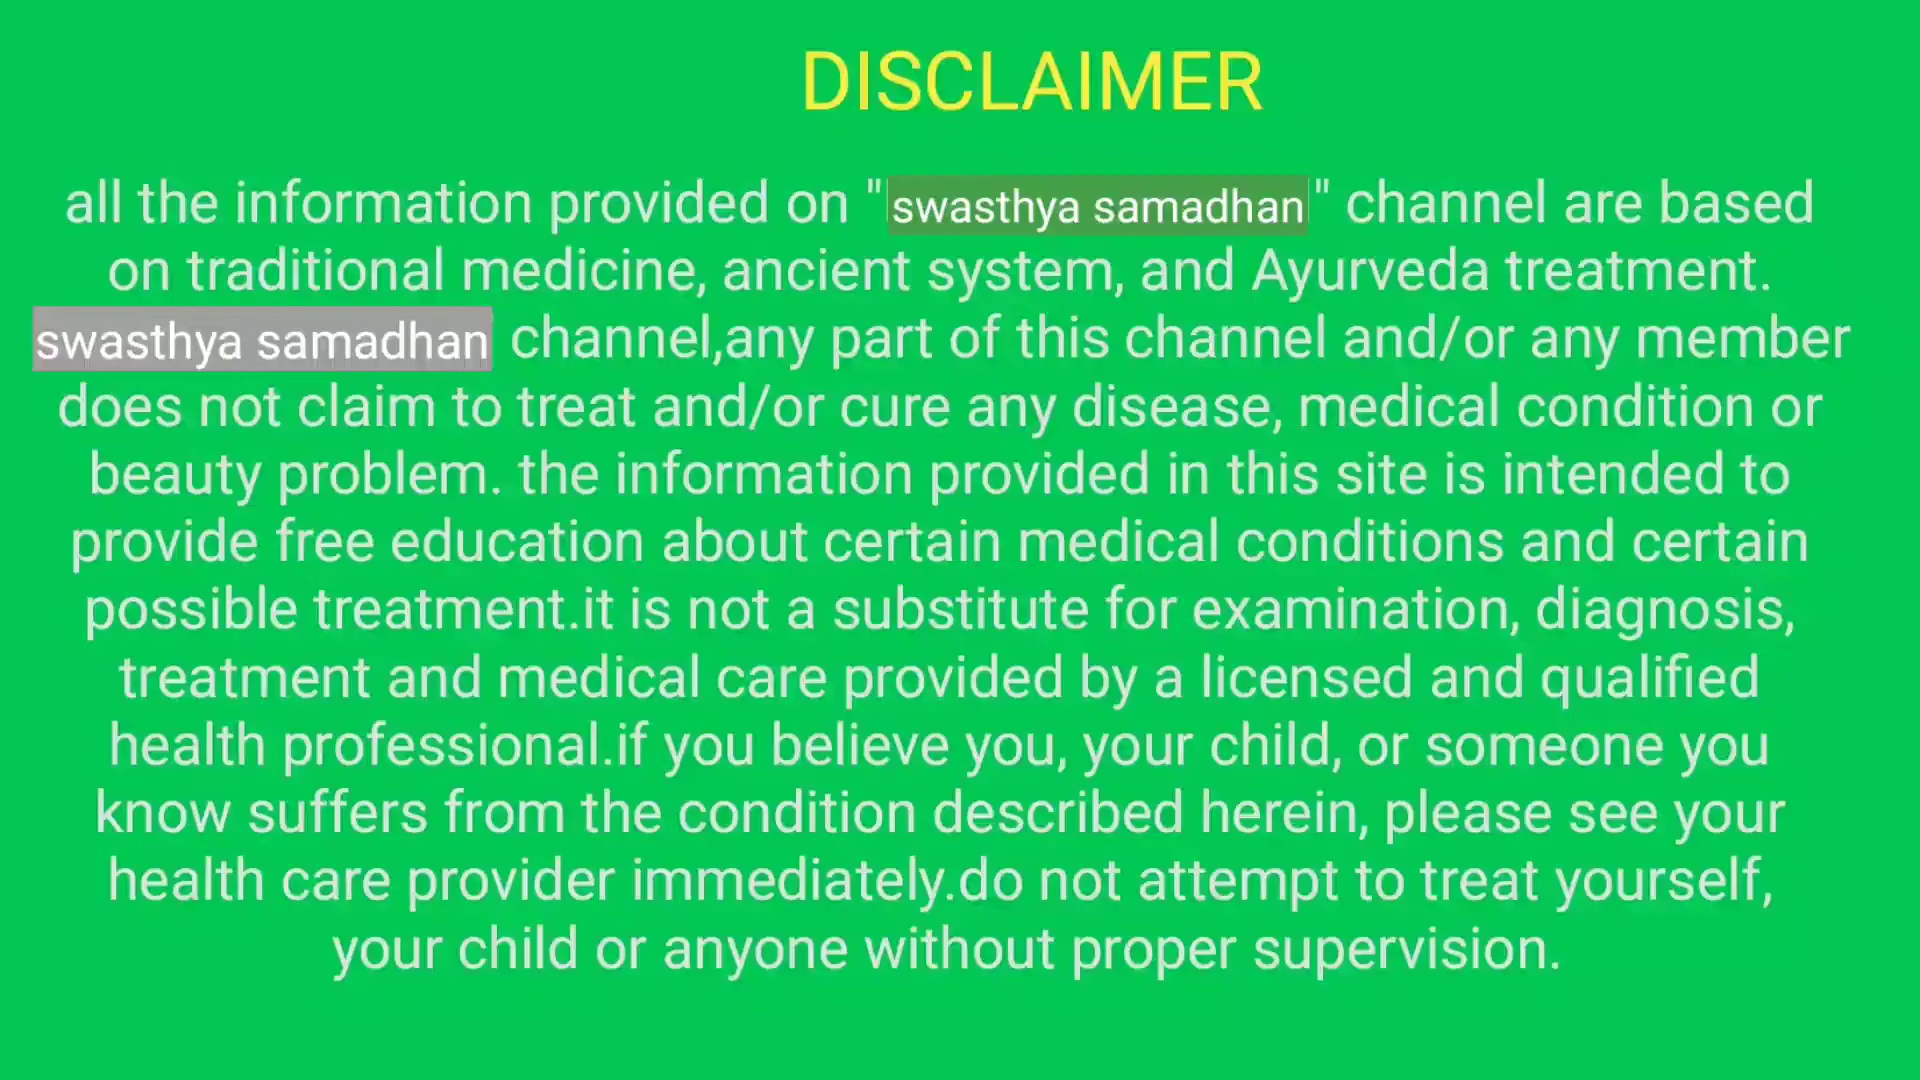 DISCLAIMER
all the information provided on "swasthya samadhan" channel are based
on traditional medicine, ancient system, and Ayurveda treatment.
swasthya samadhan channel,any part of this channel and/or any member
does not claim to treat and/or cure any disease, medical condition or
beauty problem. the information provided in this site is intended to
provide free education about certain medical conditions and certain
possible treatment.it is not a substitute for examination, diagnosis,
treatment and medical care provided by a licensed and qualified
health professional.if you believe you, your child, or someone you
know suffers from the condition described herein, please see your
health care provider immediately.do not attempt to treat yourself,
your child or anyone without proper supervision.